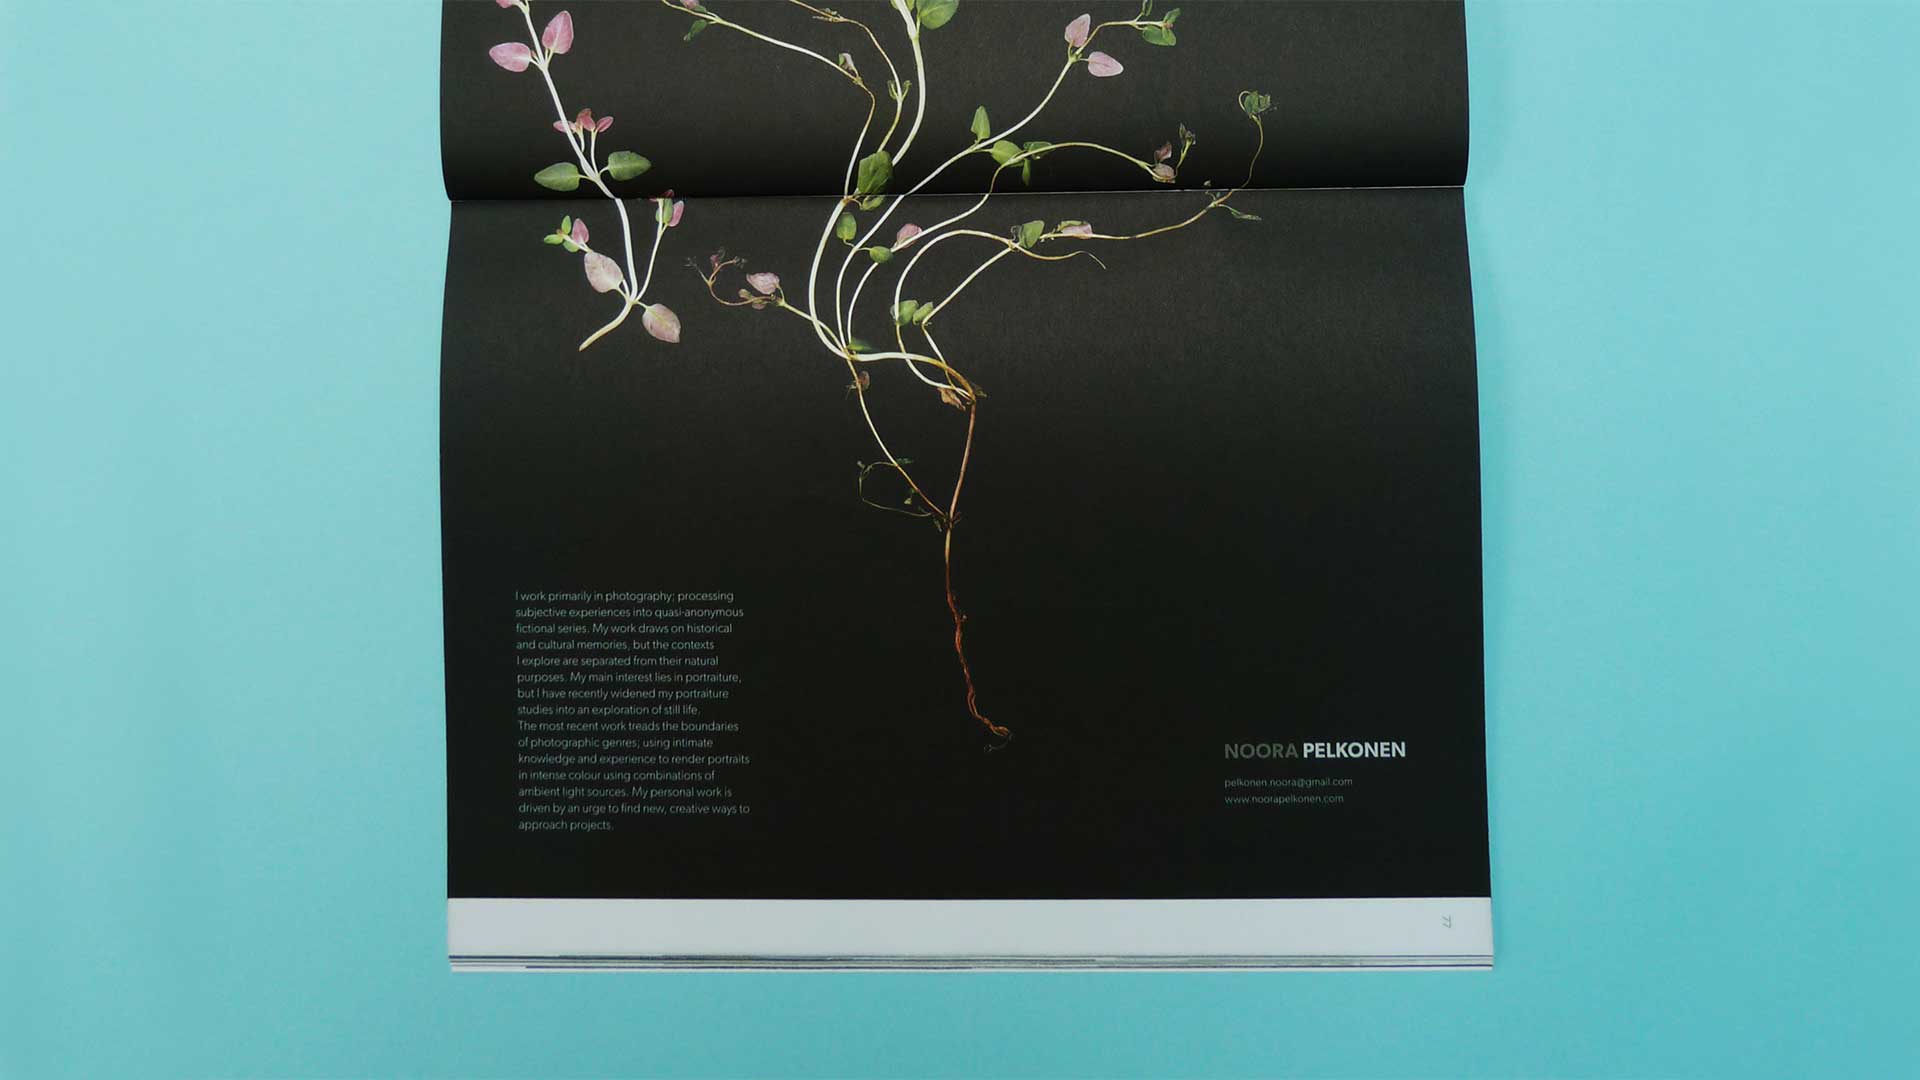 I work primarily in photography; processing
subjective experiences into quasi-anonymous
fictional series. My work draws on historical
and cultural memories, but the contexts
I explore are separated from their natural
purposes. My main interest lies in portraiture,
but I have recently widened my portraiture
studies into an exploration of still life.
The most recent work treads the boundaries
of photographic genres; using intimate
knowledge and experience to render portraits
in intense colour using combinations of
ambient light sources. My personal work is
driven by an urge to find new, creative ways to
approach projects.
NOORA PELKONEN
pelkonen.noora@gmail.com
www.noorapelkonen.com
77